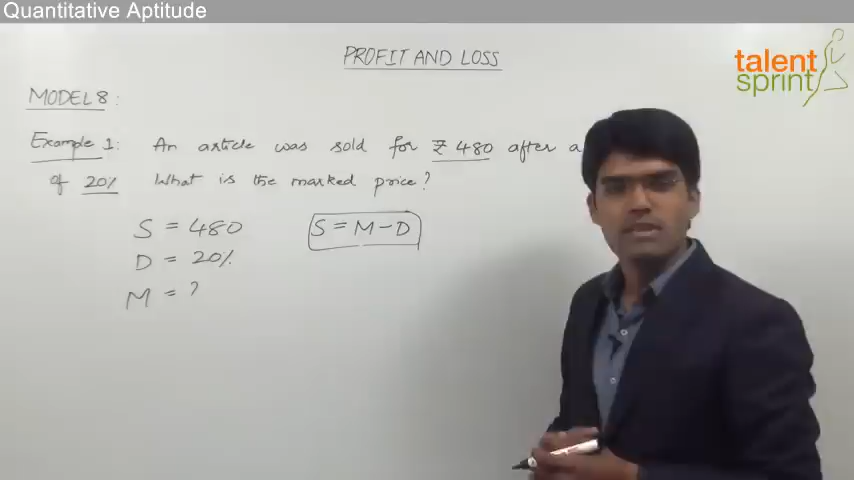 Quantitative Aptitude
PROFIT AND LOSS
talent
sprint
MODEL 8:
Example 1: An article was sold for ₹ 480 after a
of 20% What is the marked price?
S = 480
S = M - D
D = 20%
M = ?